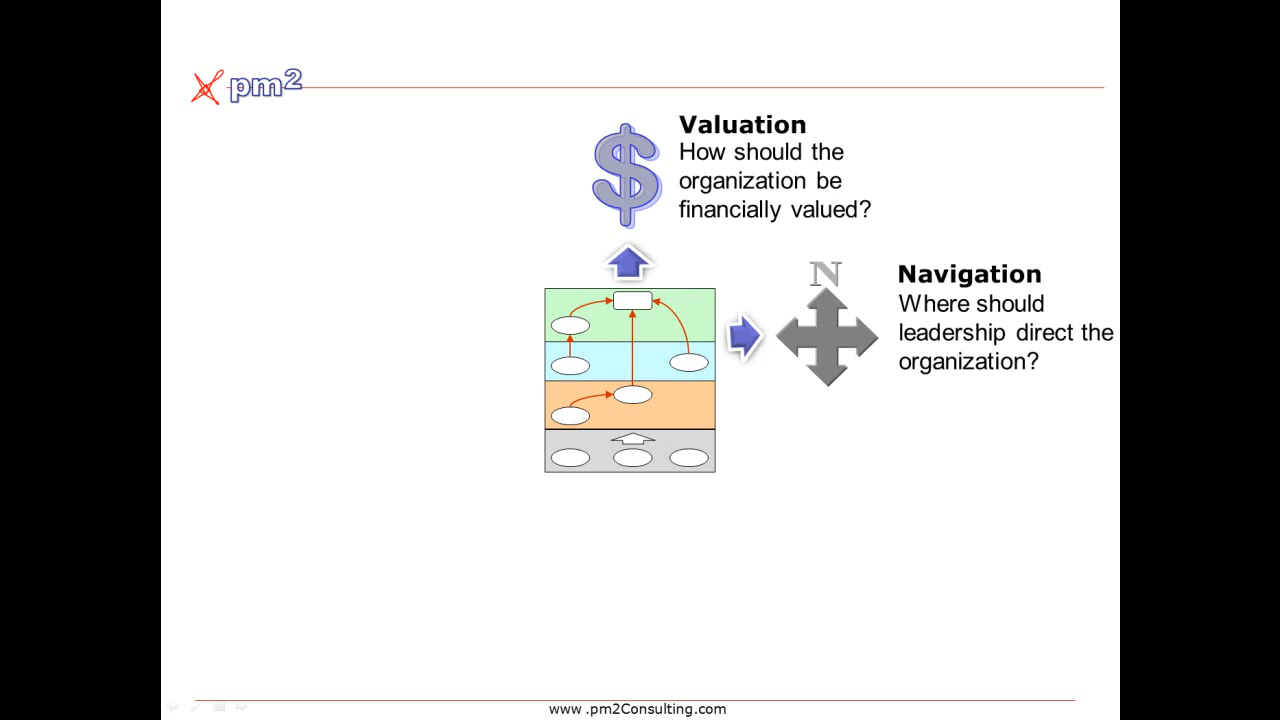 pm2
Valuation
How should the
organization be
financially valued?
N
Navigation
Where should
leadership direct the
organization?
www .pm2Consulting.com